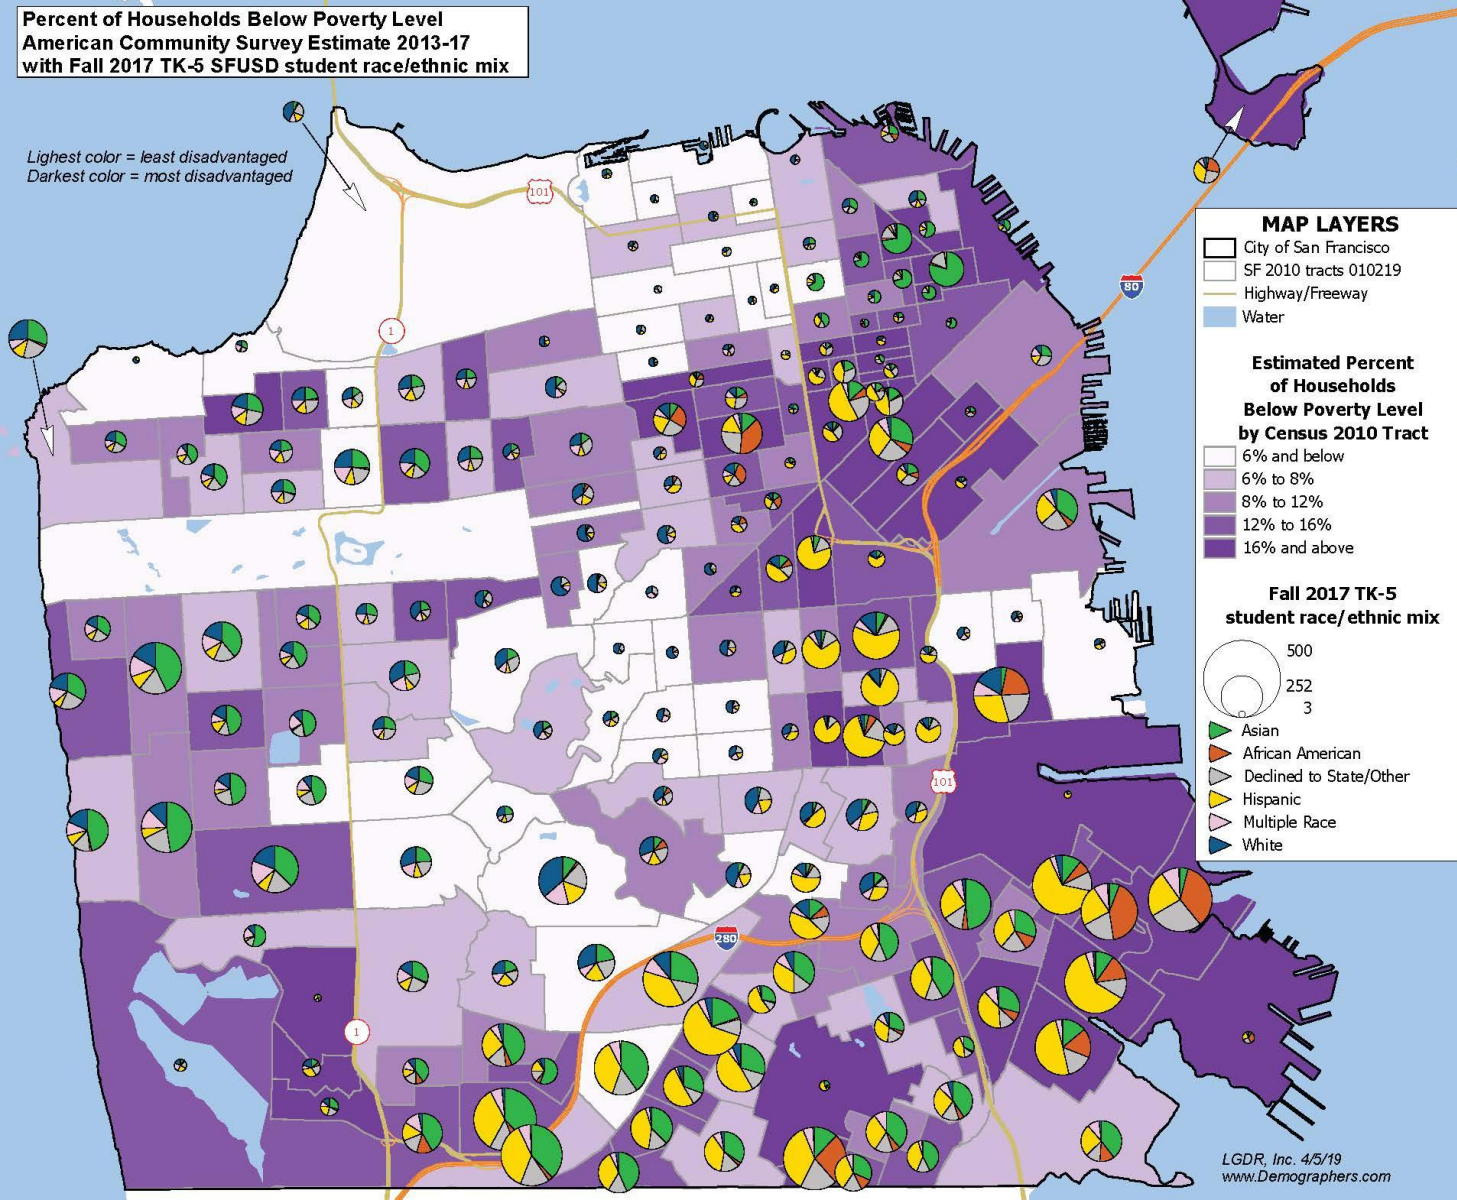 Percent of Households Below Poverty Level
American Community Survey Estimate 2013-17
with Fall 2017 TK-5 SFUSD student race/ethnic mix
Lighest color = least disadvantaged
Darkest color = most disadvantaged
101
1
80
MAP LAYERS
City of San Francisco
SF 2010 tracts 010219
Highway/Freeway
Water
Estimated Percent
of Households
Below Poverty Level
by Census 2010 Tract
6% and below
6% to 8%
8% to 12%
12% to 16%
16% and above
Fall 2017 TK-5
student race/ethnic mix
500
252
3
Asian
African American
Declined to State/Other
Hispanic
Multiple Race
White
101
280
1
LGDR, Inc. 4/5/19
www.Demographers.com